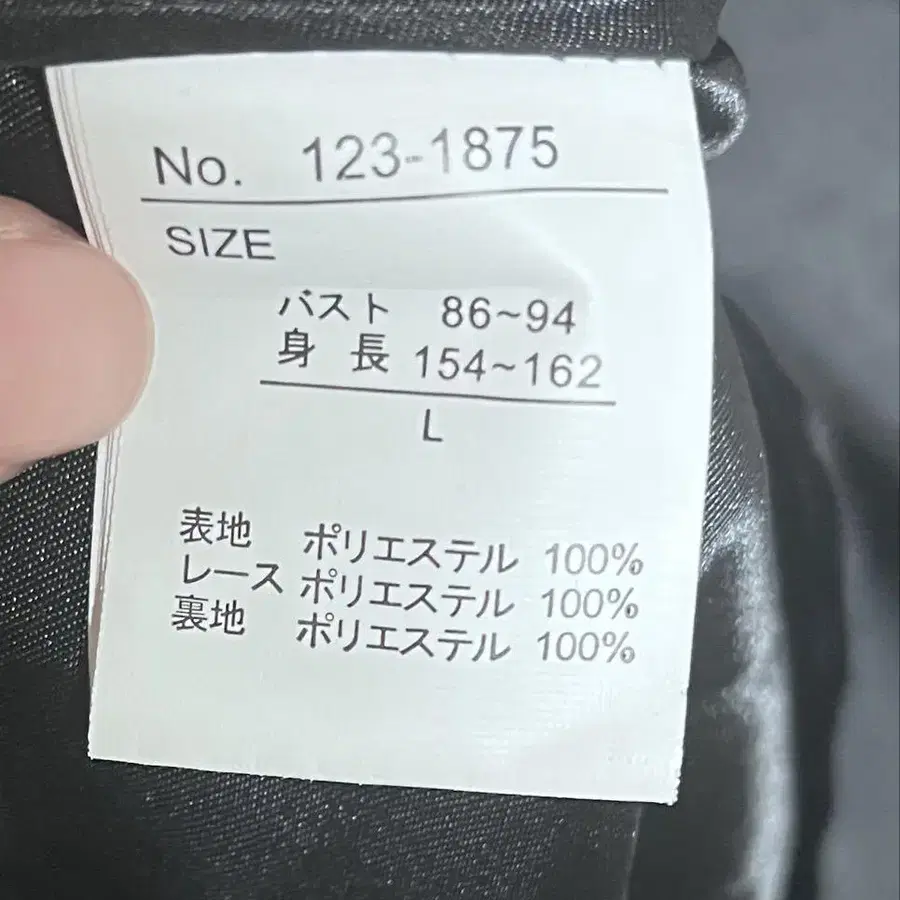 No. 123-1875
SIZE
バスト 86~94
身長 154~162
L
表地 ポリエステル 100%
レース ポリエステル 100%
裏地 ポリエステル 100%